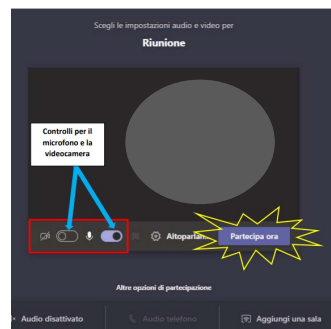 Scegli le impostazioni audio e video per
Riunione
Controlli per il
microfono e la
videocamera
Altoparlan...
Partecipa ora
Altre opzioni di partecipazione
Audio disattivato
Audio telefono
Aggiungi una sala